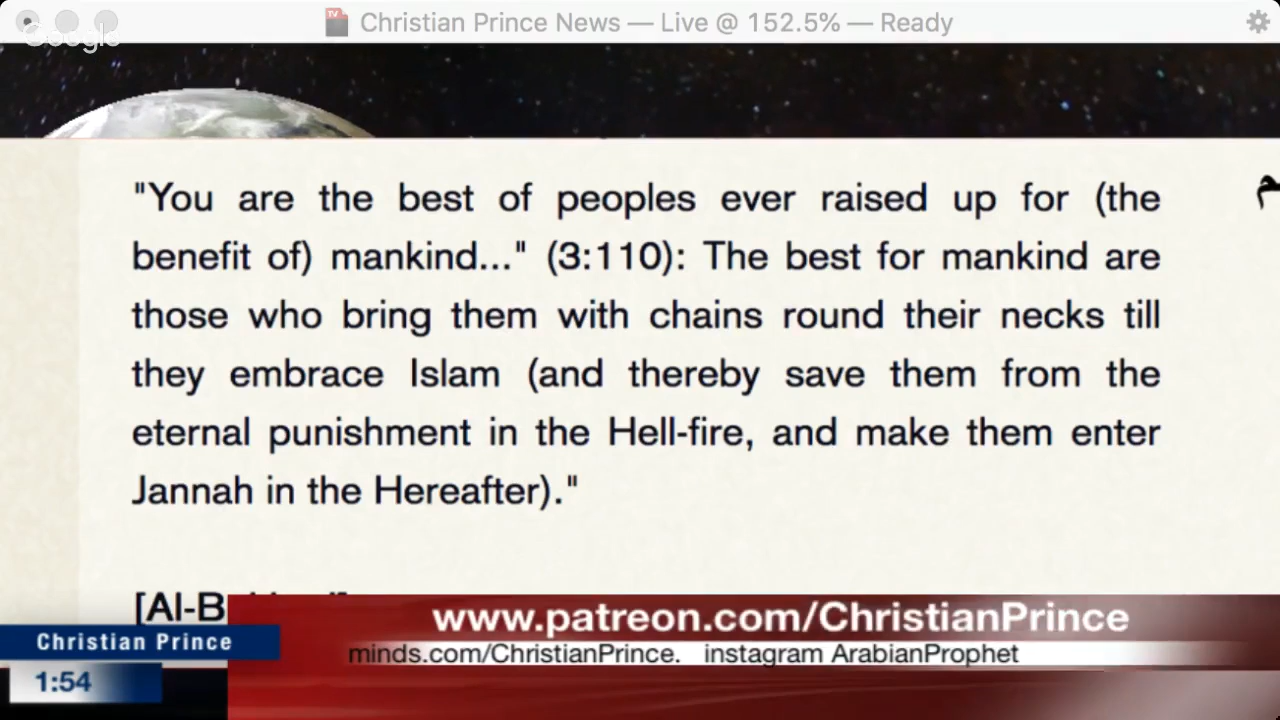 Christian Prince News — Live @ 152.5% — Ready
Google
"You are the best of peoples ever raised up for (the
benefit of) mankind..." (3:110): The best for mankind are
those who bring them with chains round their necks till
they embrace Islam (and thereby save them from the
eternal punishment in the Hell-fire, and make them enter
Jannah in the Hereafter)."
[Al-B
www.patreon.com/ChristianPrince
Christian Prince
minds.com/ChristianPrince. instagram ArabianProphet
1:54